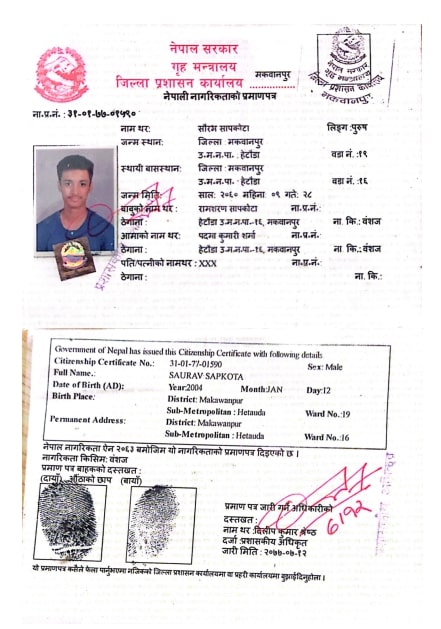 नेपाल सरकार
गृह मन्त्रालय
जिल्ला प्रशासन कार्यालय मकवानपुर
नेपाली नागरिकताको प्रमाणपत्र
नेपाल सरकार
गृह मन्त्रालय
जिल्ला प्रशासन कार्यालय
मकवानपुर
ना.प्र.नं. : ३१-०१-७७-०१५९०
नाम थर: सौरभ सापकोटा लिङ्ग :पुरुष
जन्म स्थान: जिल्ला : मकवानपुर
उ-म-न-पा- : हेटौंडा वडा नं. :१९
स्थायी बासस्थान: जिल्ला : मकवानपुर
उ-म-न-पा- : हेटौंडा वडा नं. :१६
जन्म मिति: साल: २०६० महिना: ०९ गते: २८
बाबुको नाम थर : रामशरण सापकोटा ना.प्र.नं.
ठेगाना : हेटौंडा उ-म-न-पा-१६, मकवानपुर ना. कि.: वंशज
आमाको नाम थर: पदमा कुमारी शर्मा ना.प्र.नं.
ठेगाना : हेटौंडा उ-म-न-पा-१६, मकवानपुर ना. कि.: वंशज
पति/पत्नीको नामथर : XXX ना.प्र.नं.
ठेगाना : ना. कि.:
Government of Nepal has issued this Citizenship Certificate with following details
Citizenship Certificate No.: 31-01-77-01590 Sex: Male
Full Name.: SAURAV SAPKOTA
Date of Birth (AD): Year:2004 Month:JAN Day:12
Birth Place: District: Makawanpur
Sub-Metropolitan : Hetauda Ward No.:19
Permanent Address: District: Makawanpur
Sub-Metropolitan : Hetauda Ward No.:16
नेपाल नागरिकता ऐन २०६३ बमोजिम यो नागरिकताको प्रमाणपत्र दिइएको छ ।
नागरिकता किसिम: वंशज
प्रमाण पत्र बाहकको दस्तखत :
(दायाँ) औंठाको छाप (बायाँ)
प्रमाण पत्र जारी गर्ने अधिकारीको
दस्तखत :
नाम थर :दिलीप कुमार श्रेष्ठ
दर्जा :प्रशासकीय अधिकृत
जारी मिति : २०७७-०७-१२
यो प्रमाणपत्र कसैले फेला पार्नुभएमा नजिकको जिल्ला प्रशासन कार्यालयमा वा प्रहरी कार्यालयमा बुझाईदिनुहोला ।